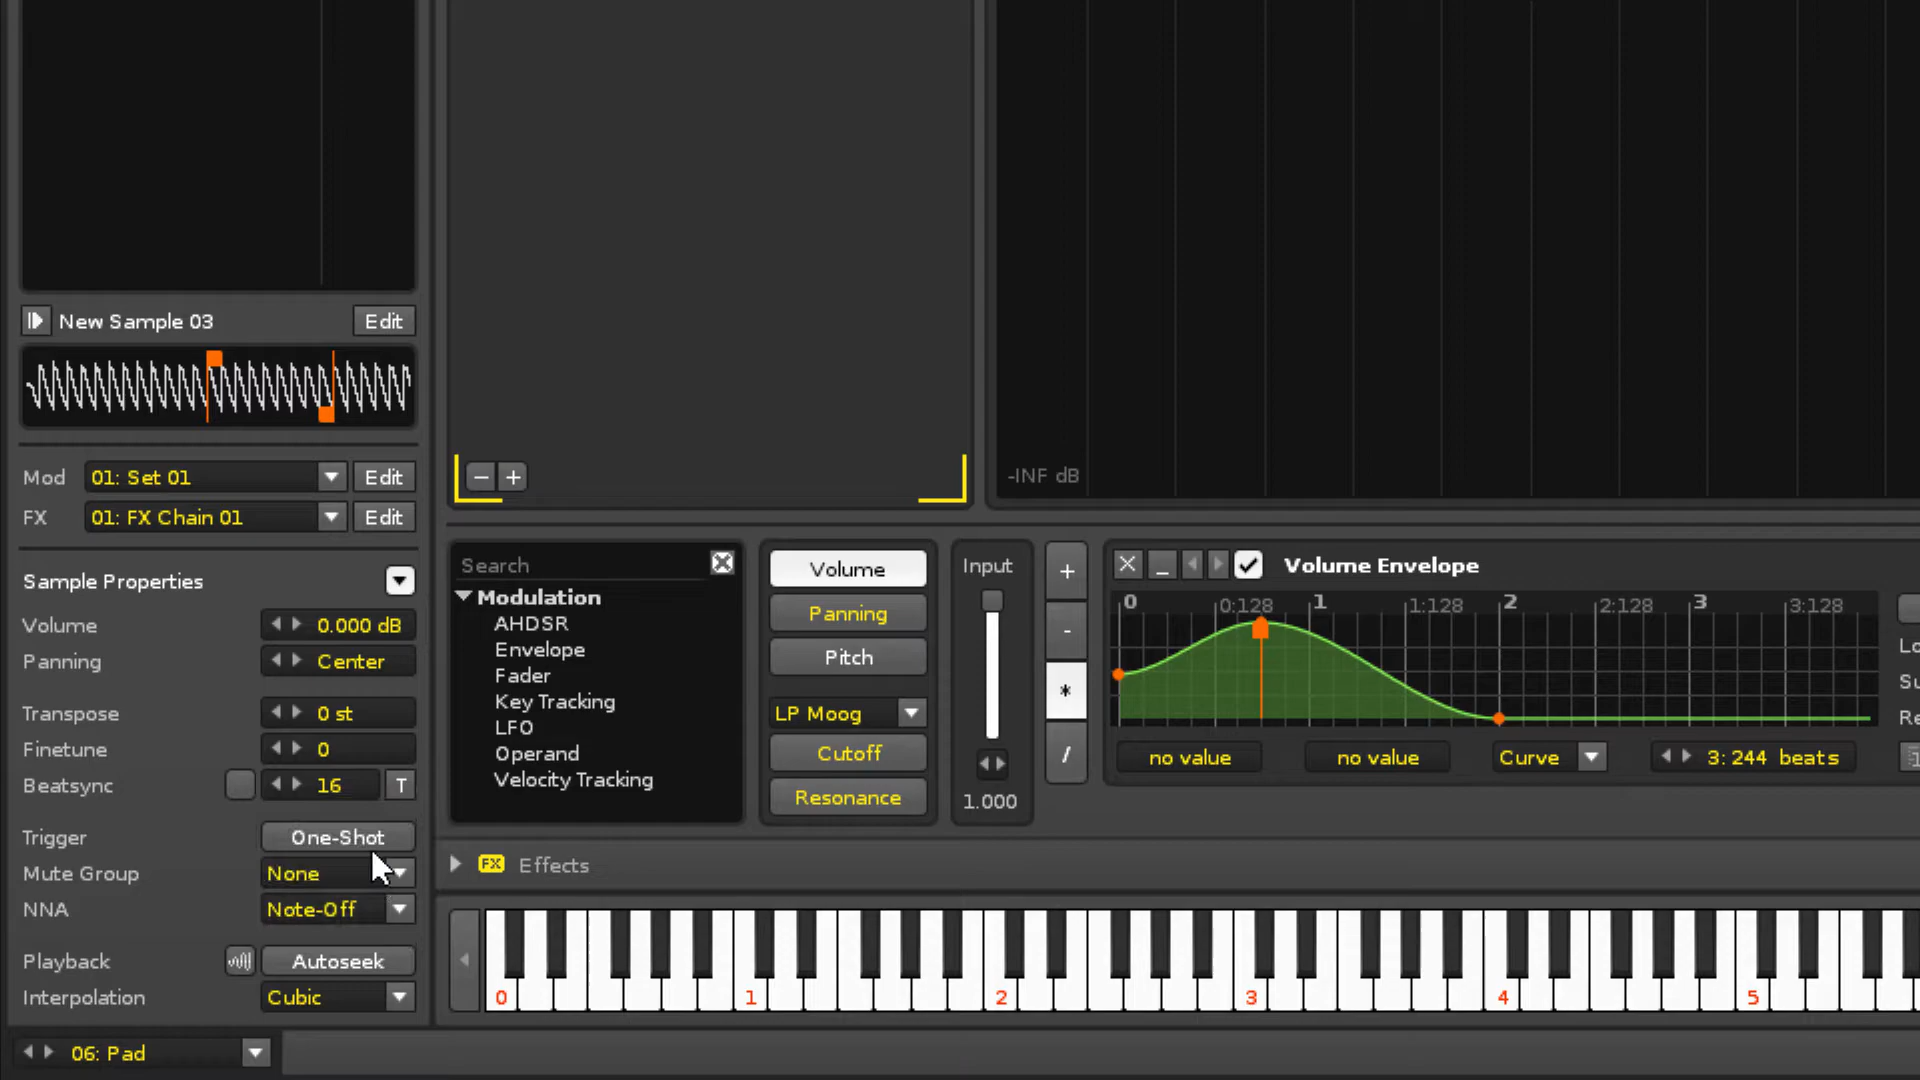 New Sample 03 Edit
Mod 01: Set 01 Edit
FX 01: FX Chain 01 Edit
Sample Properties
Volume 0.000 dB
Panning Center
Transpose 0 st
Finetune 0
Beatsync 16 T
Trigger One-Shot
Mute Group None
NNA Note-Off
Playback Autoseek
Interpolation Cubic
06: Pad
- +
-INF dB
Search
Modulation
AHDSR
Envelope
Fader
Key Tracking
LFO
Operand
Velocity Tracking
Volume
Panning
Pitch
LP Moog
Cutoff
Resonance
Input
1.000
+
-
*
/
Volume Envelope
0 0:128 1 1:128 2 2:128 3 3:128
no value no value Curve 3: 244 beats
Lo
Su
Re
FX Effects
0 1 2 3 4 5